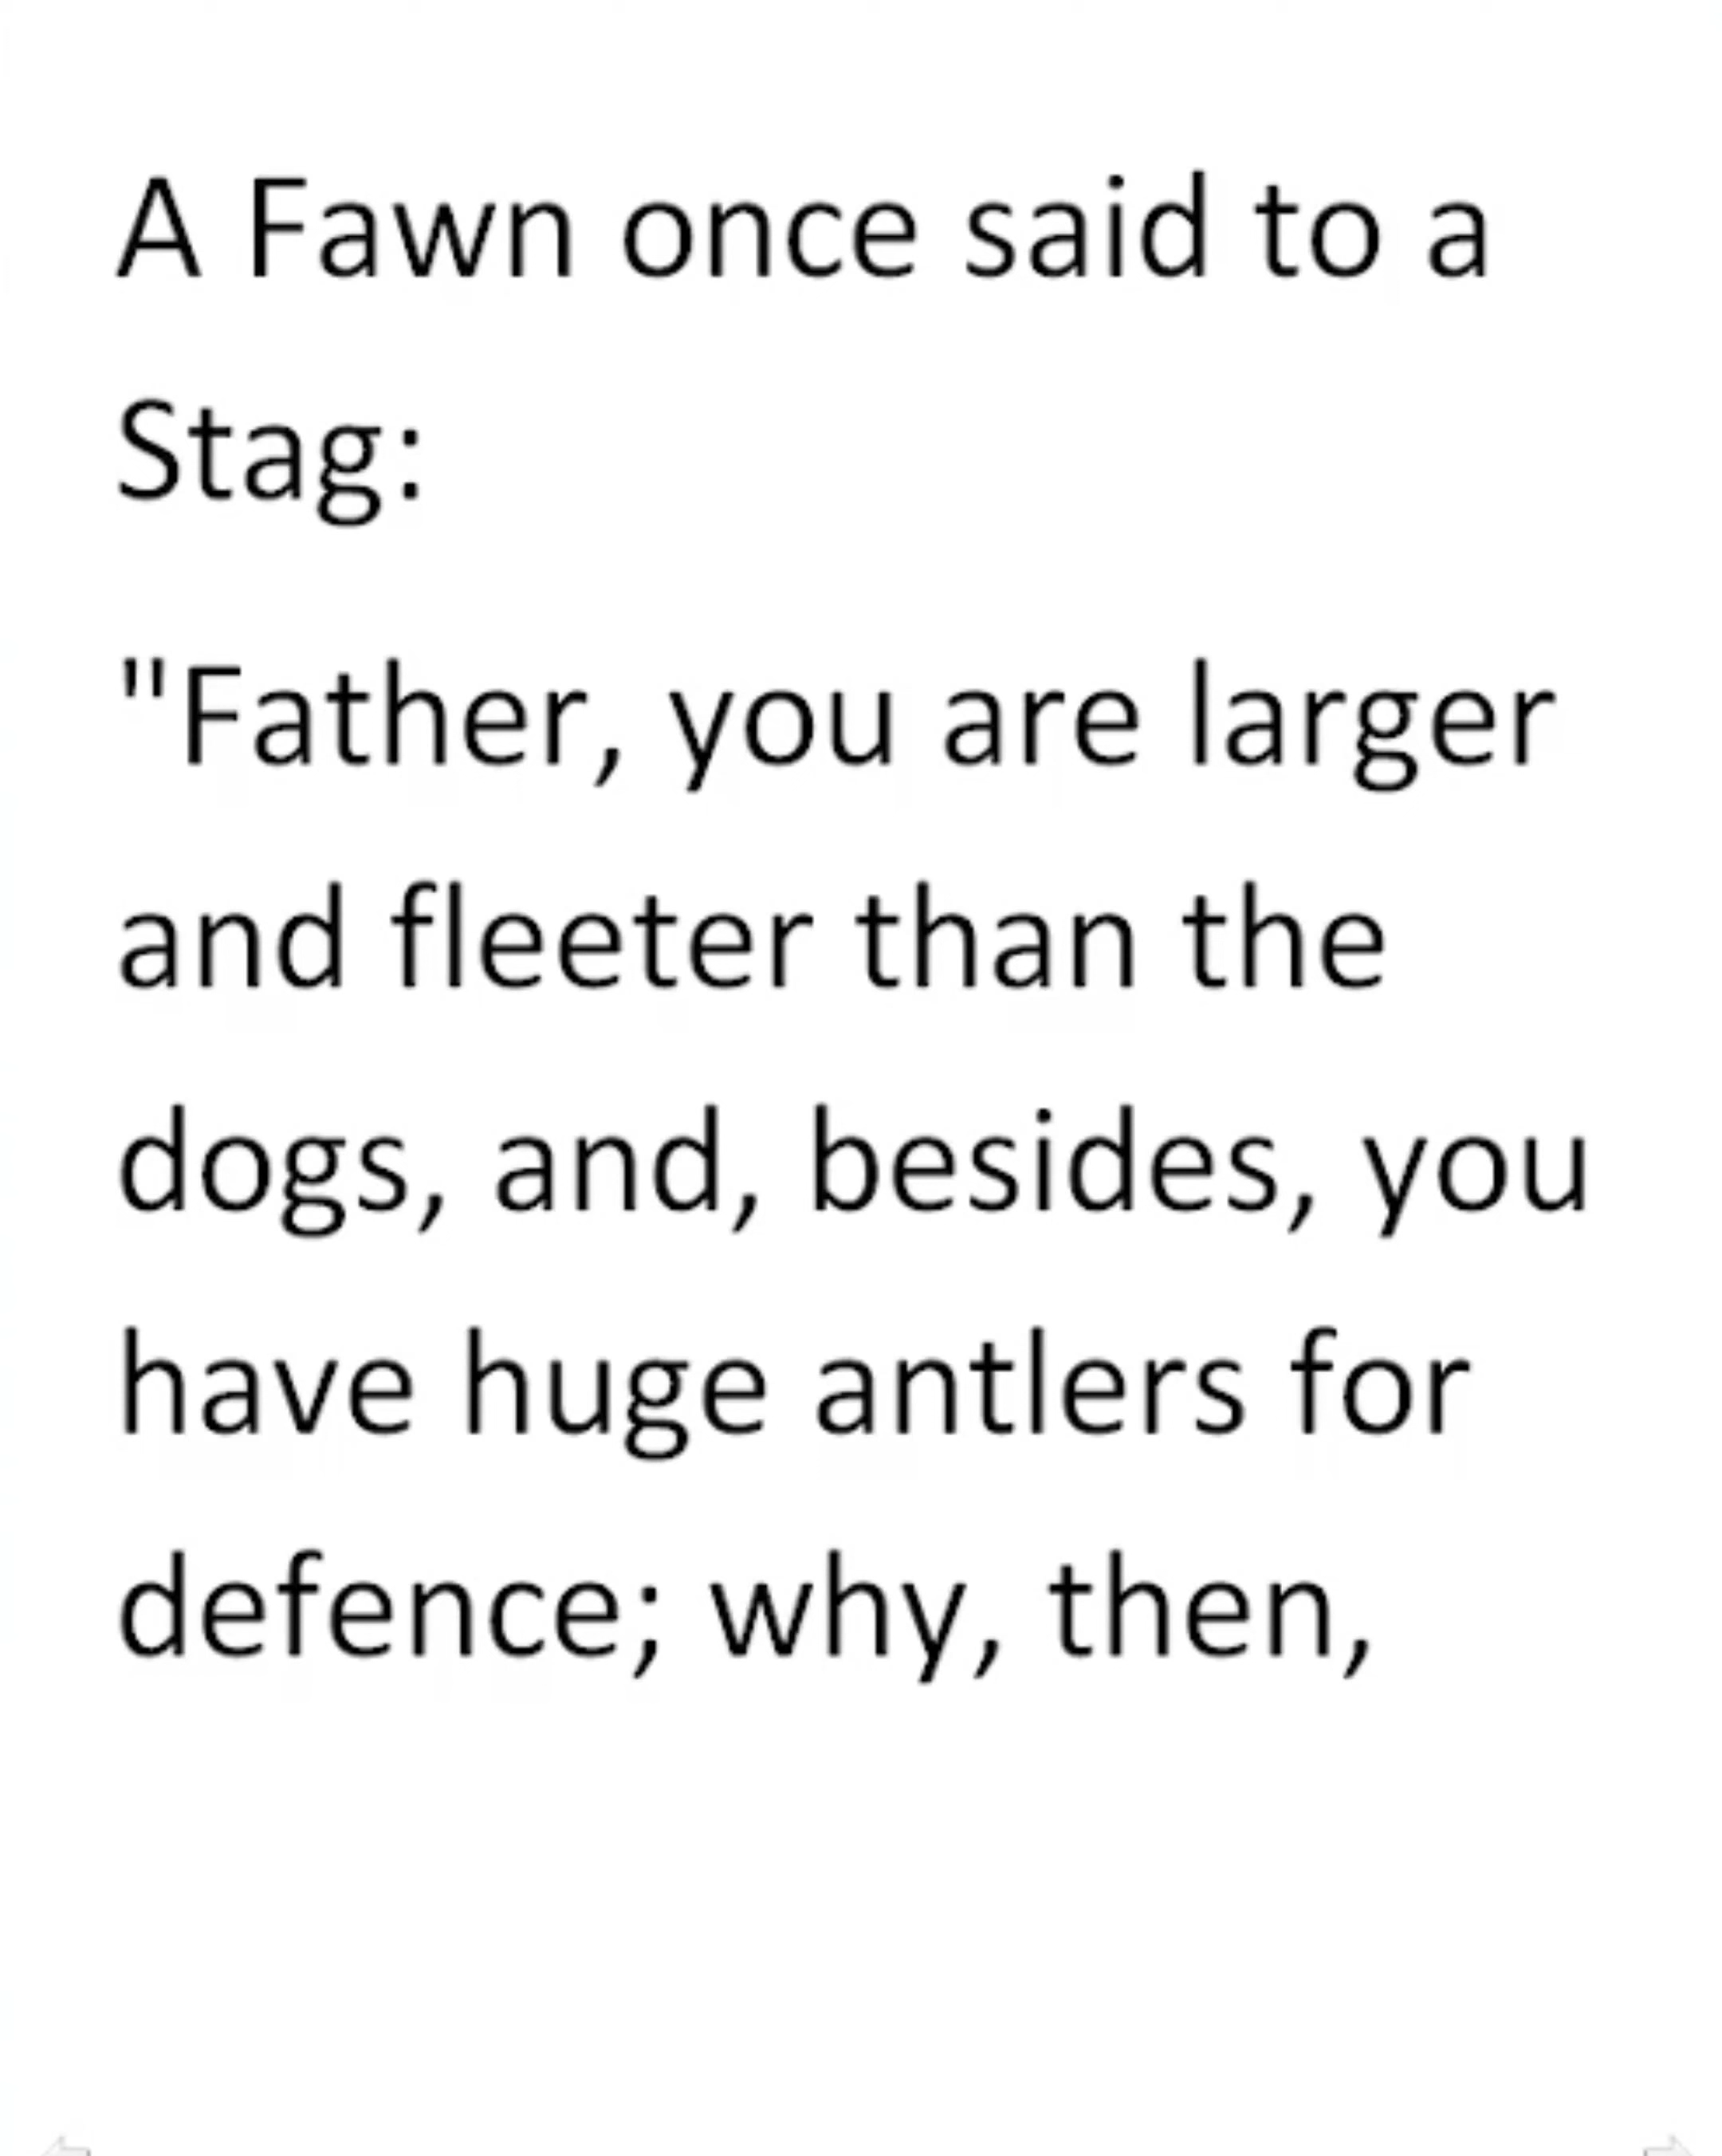 A Fawn once said to a
Stag:
"Father, you are larger
and fleeter than the
dogs, and, besides, you
have huge antlers for
defence; why, then,